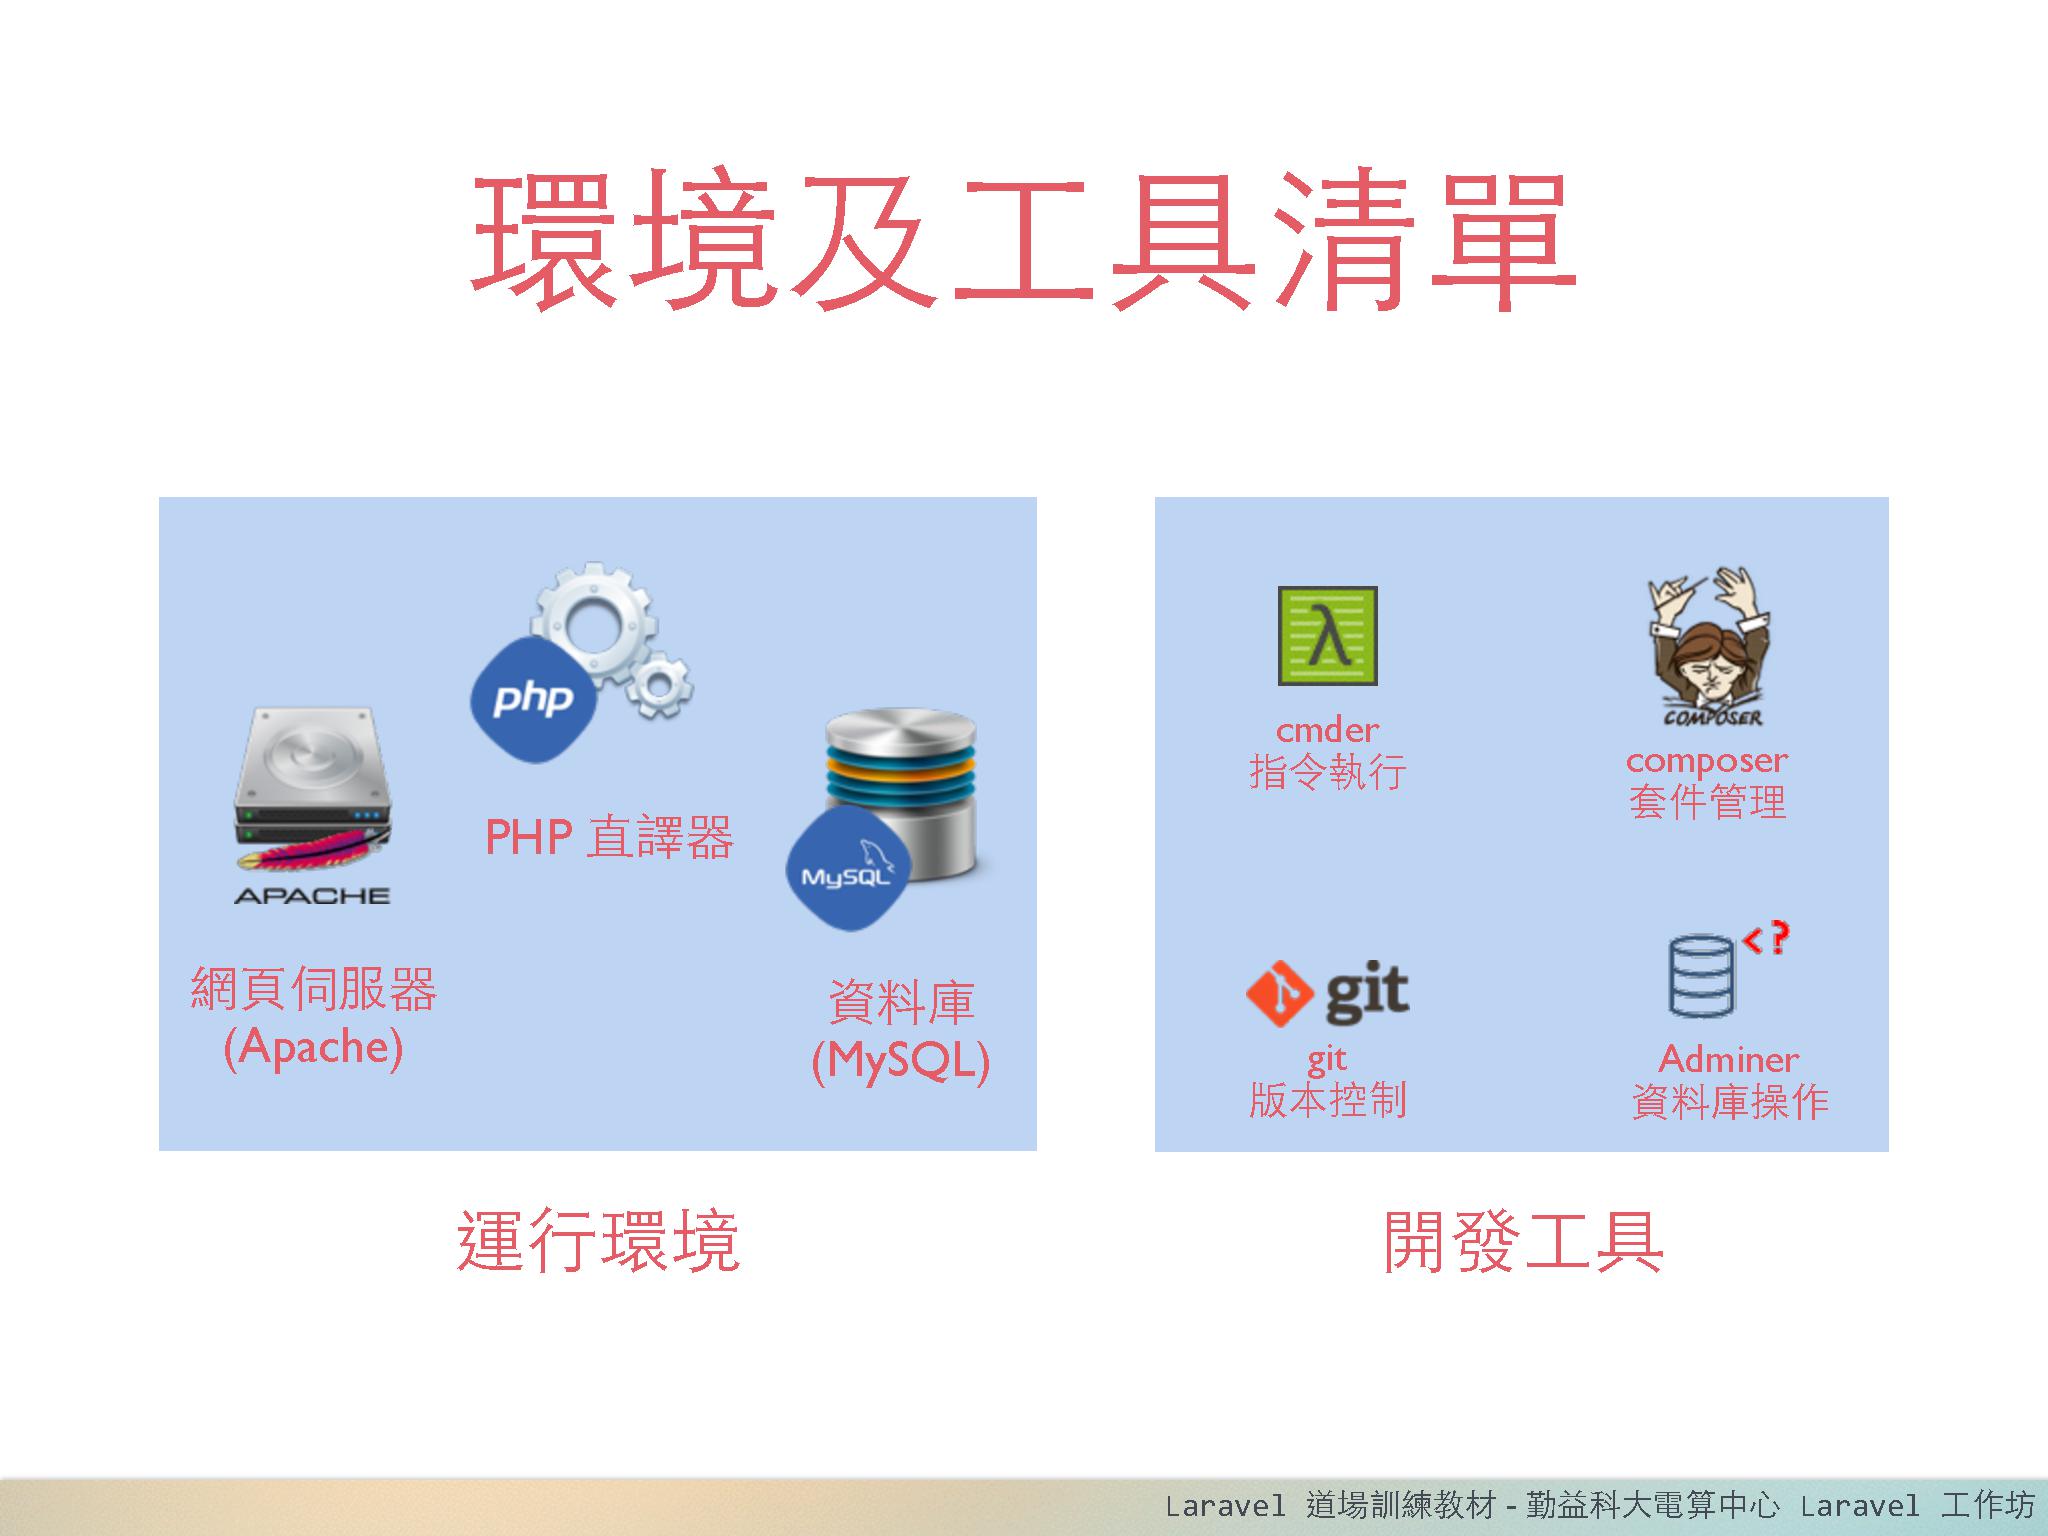 環境及工具清單
php
PHP 直譯器
APACHE
網頁伺服器
(Apache)
MySQL
資料庫
(MySQL)
運行環境
λ
cmder
指令執行
COMPOSER
composer
套件管理
git
git
版本控制
<?
Adminer
資料庫操作
開發工具
Laravel 道場訓練教材 - 勤益科大電算中心 Laravel 工作坊